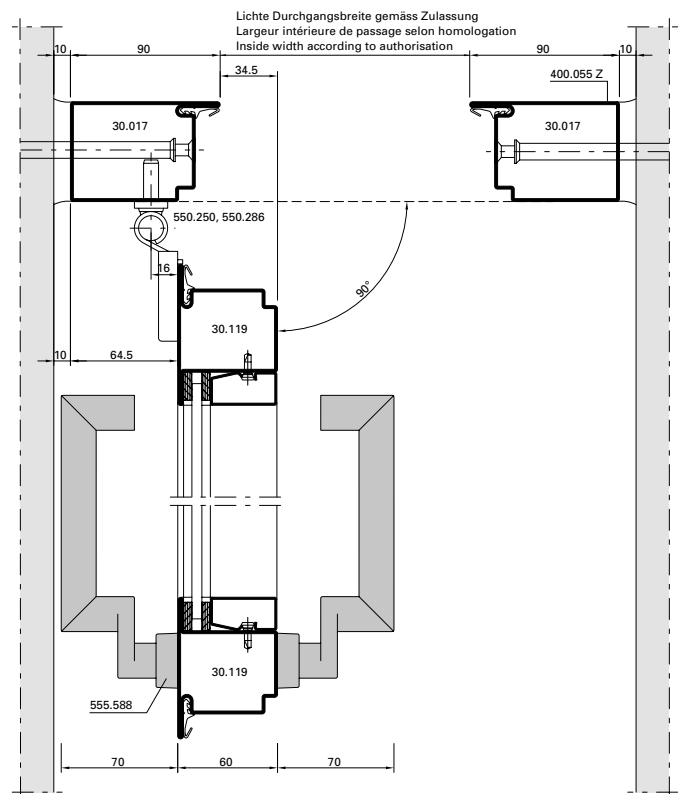 Lichte Durchgangsbreite gemäss Zulassung
Largeur intérieure de passage selon homologation
Inside width according to authorisation
10 90 90 10
34.5
400.055 Z
30.017 30.017
550.250, 550.286
16
90°
30.119
10 64.5
30.119
555.588
70 60 70